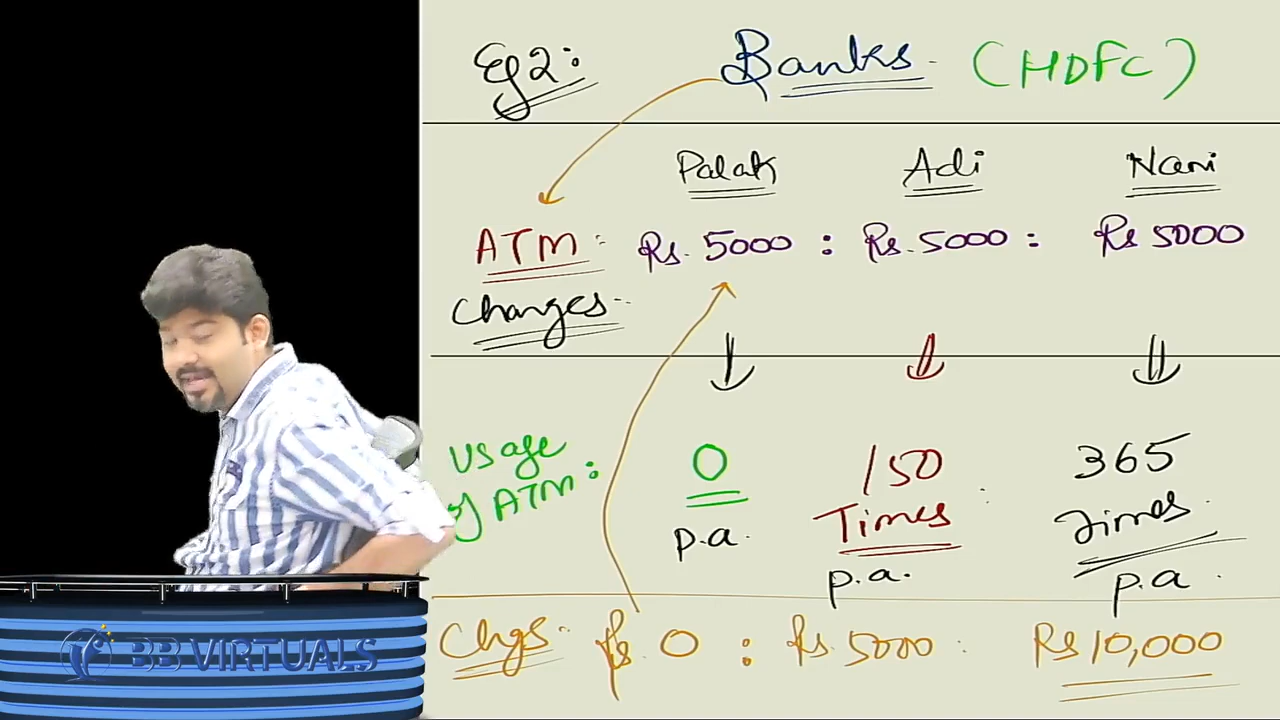 Eg 2: Banks (HDFC)
Palak Adi Nani
ATM: Rs. 5000 : Rs. 5000 : Rs 5000
Charges
Usage of ATM: 0 150 365
Times Times
p.a. p.a. p.a.
Chgs. Rs. 0 : Rs. 5000 Rs 10,000
BB VIRTUALS